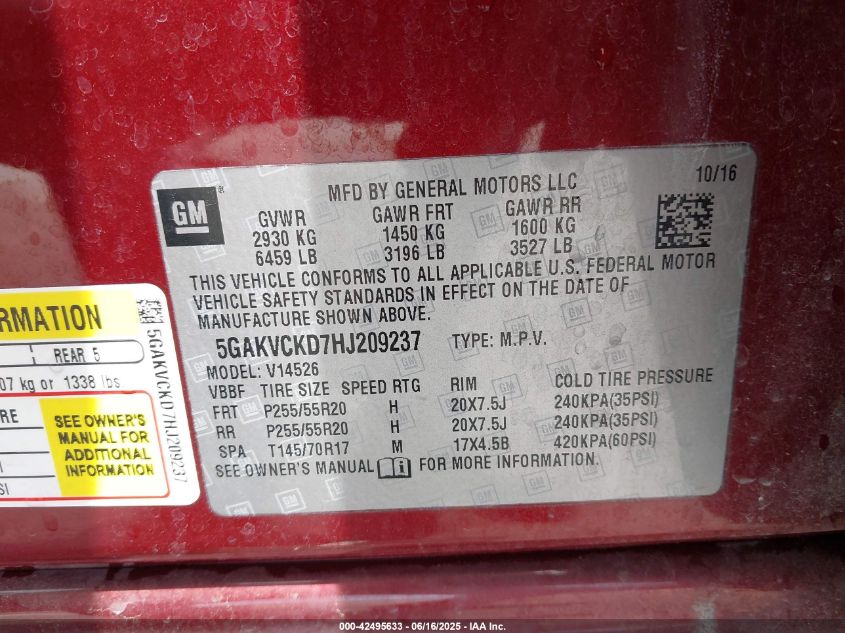 GM
®
10/16
MFD BY GENERAL MOTORS LLC
GVWR GAWR FRT GAWR RR
2930 KG 1450 KG 1600 KG
6459 LB 3196 LB 3527 LB
THIS VEHICLE CONFORMS TO ALL APPLICABLE U.S. FEDERAL MOTOR
VEHICLE SAFETY STANDARDS IN EFFECT ON THE DATE OF
MANUFACTURE SHOWN ABOVE.
5GAKVCKD7HJ209237 TYPE: M.P.V.
MODEL: V14526
VBBF TIRE SIZE SPEED RTG RIM COLD TIRE PRESSURE
FRT P255/55R20 H 20X7.5J 240KPA(35PSI)
RR P255/55R20 H 20X7.5J 240KPA(35PSI)
SPA T145/70R17 M 17X4.5B 420KPA(60PSI)
SEE OWNER'S MANUAL FOR MORE INFORMATION
RMATION
REAR 5
07 kg or 1338 lbs
RE
SEE OWNER'S
MANUAL FOR
ADDITIONAL
INFORMATION
SI
5GAKVCKD7HJ209237
000-42495633 - 06/16/2025 - IAA Inc.